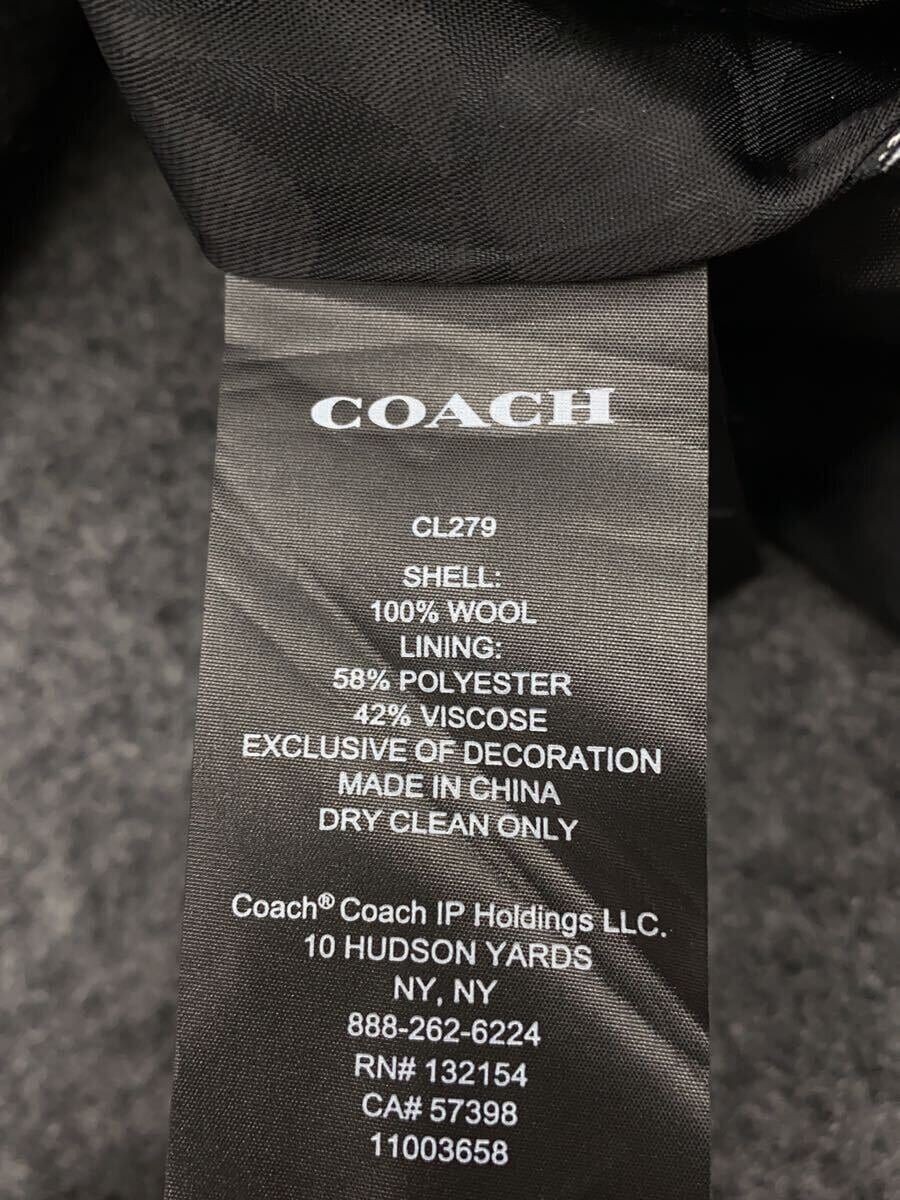 COACH
CL279
SHELL:
100% WOOL
LINING:
58% POLYESTER
42% VISCOSE
EXCLUSIVE OF DECORATION
MADE IN CHINA
DRY CLEAN ONLY
Coach® Coach IP Holdings LLC.
10 HUDSON YARDS
NY, NY
888-262-6224
RN# 132154
CA# 57398
11003658